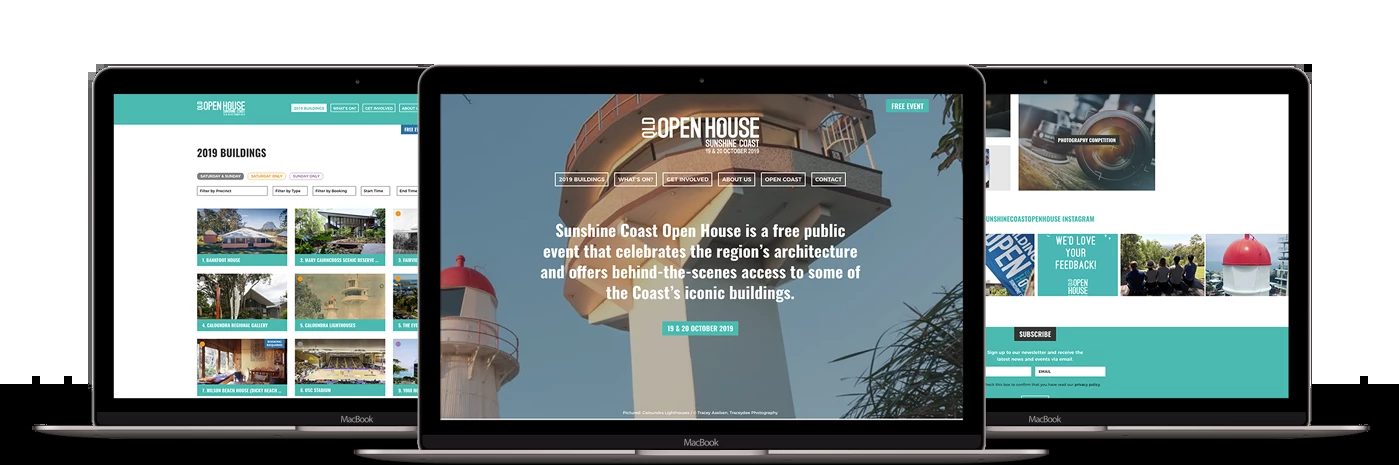 QLD OPEN HOUSE
SUNSHINE COAST
2019 BUILDINGS
WHAT'S ON?
GET INVOLVED
ABOUT
FREE E
2019 BUILDINGS
SATURDAY & SUNDAY
SATURDAY ONLY
SUNDAY ONLY
Filter by Precinct
Filter by Type
Filter by Booking
Start Time
End Time
1. BANKFOOT HOUSE
2. MARY CAIRNCROSS SCENIC RESERVE ...
3. FAIRVIE
4. CALOUNDRA REGIONAL GALLERY
5. CALOUNDRA LIGHTHOUSES
BOOKING REQUIRED
7. WILSON BEACH HOUSE (DICKY BEACH ...
8. USC STADIUM
9. YOUR H
MacBook
FREE EVENT
QLD OPEN HOUSE
SUNSHINE COAST
19 & 20 OCTOBER 2019
2019 BUILDINGS
WHAT'S ON?
GET INVOLVED
ABOUT US
OPEN COAST
CONTACT
Sunshine Coast Open House is a free public
event that celebrates the region's architecture
and offers behind-the-scenes access to some of
the Coast's iconic buildings.
19 & 20 OCTOBER 2019
Pictured: Caloundra Lighthouses / © Tracey Axelsen, Traceydee Photography
MacBook
PHOTOGRAPHY COMPETITION
UNSHINECOASTOPENHOUSE INSTAGRAM
BUILDING
OPEN
WE'D LOVE
YOUR
FEEDBACK!
OPEN
HOUSE
SUBSCRIBE
Sign up to our newsletter and receive the
latest news and events via email
EMAIL
eck this box to confirm that you have read our privacy policy.
MacBook